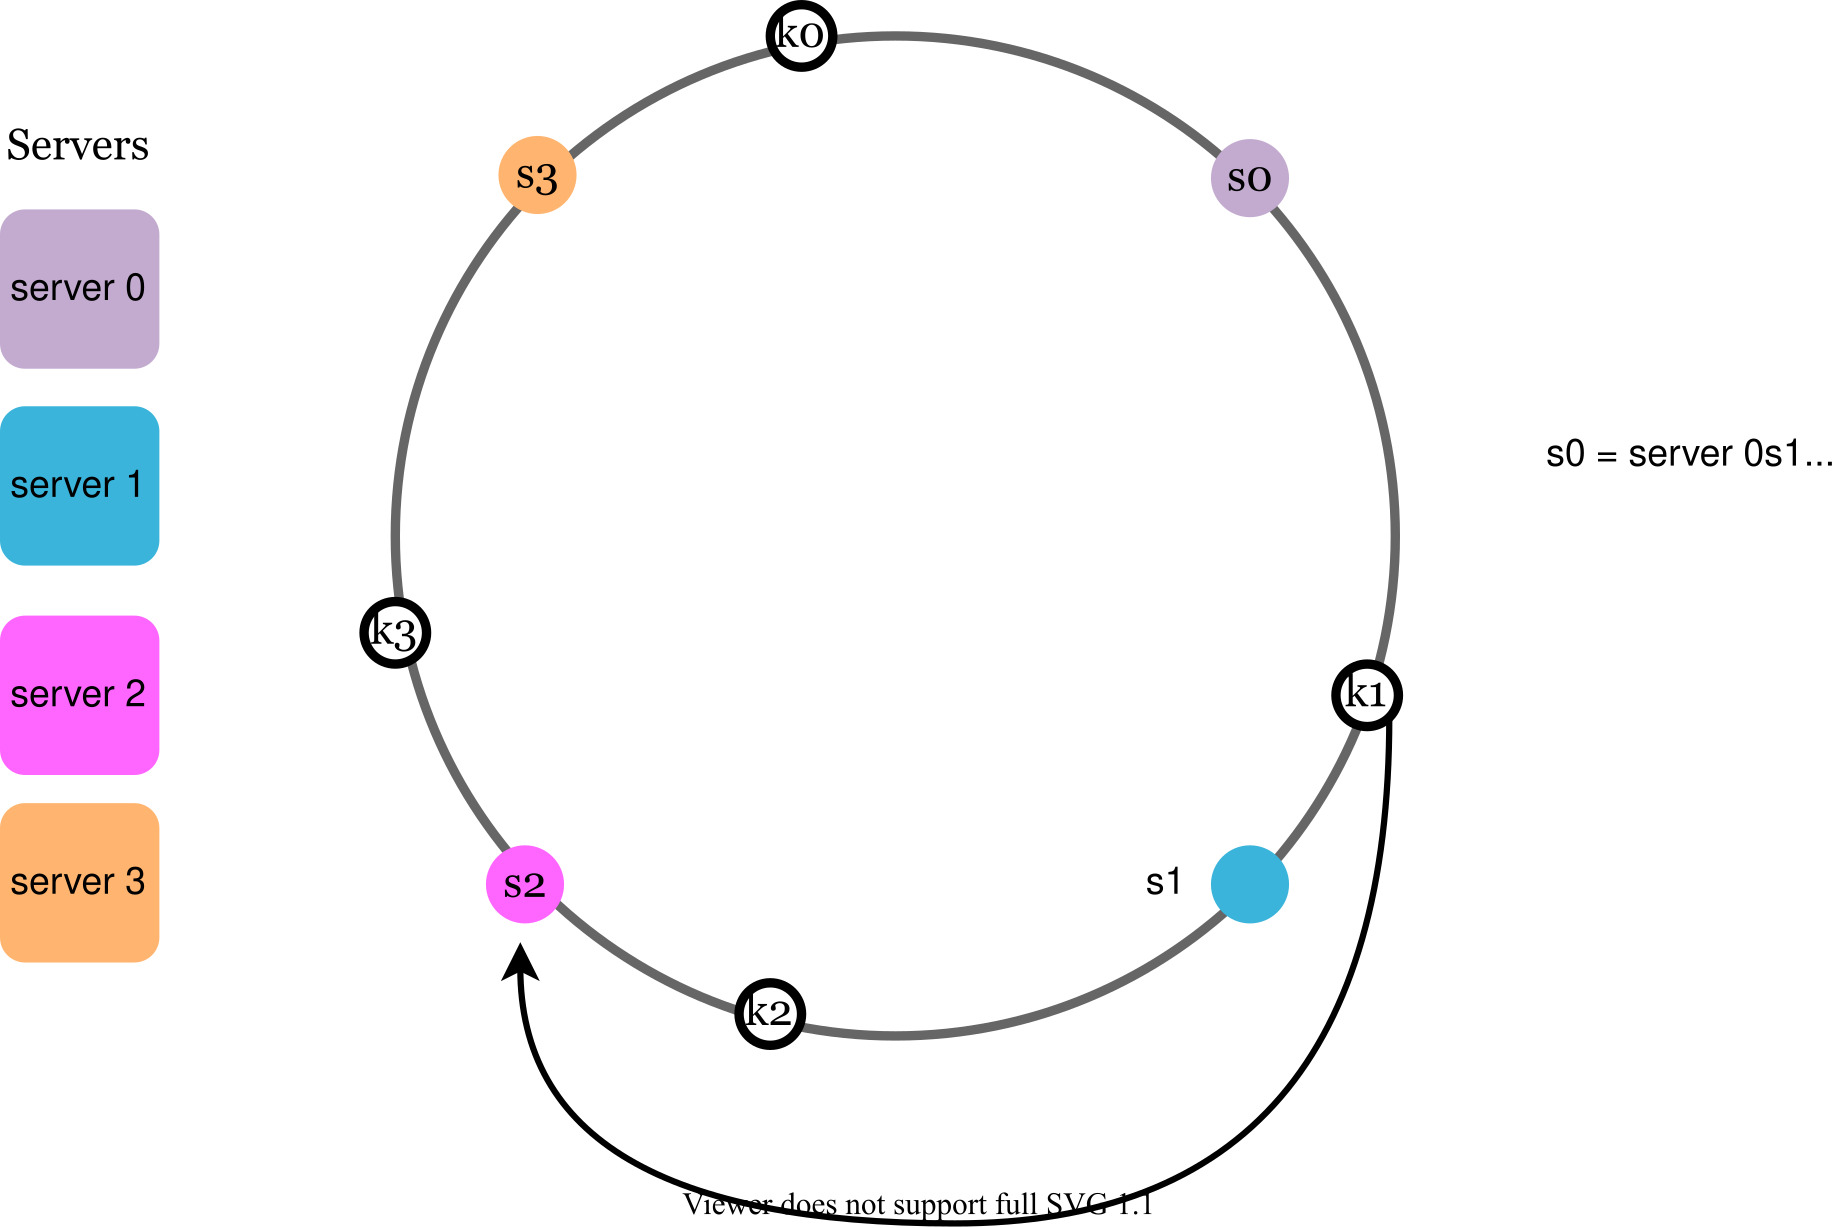 Servers
server 0
server 1
server 2
server 3
k0
s3
s0
k3
k1
s2
s1
k2
s0 = server 0s1...
Viewer does not support full SVG 1.1